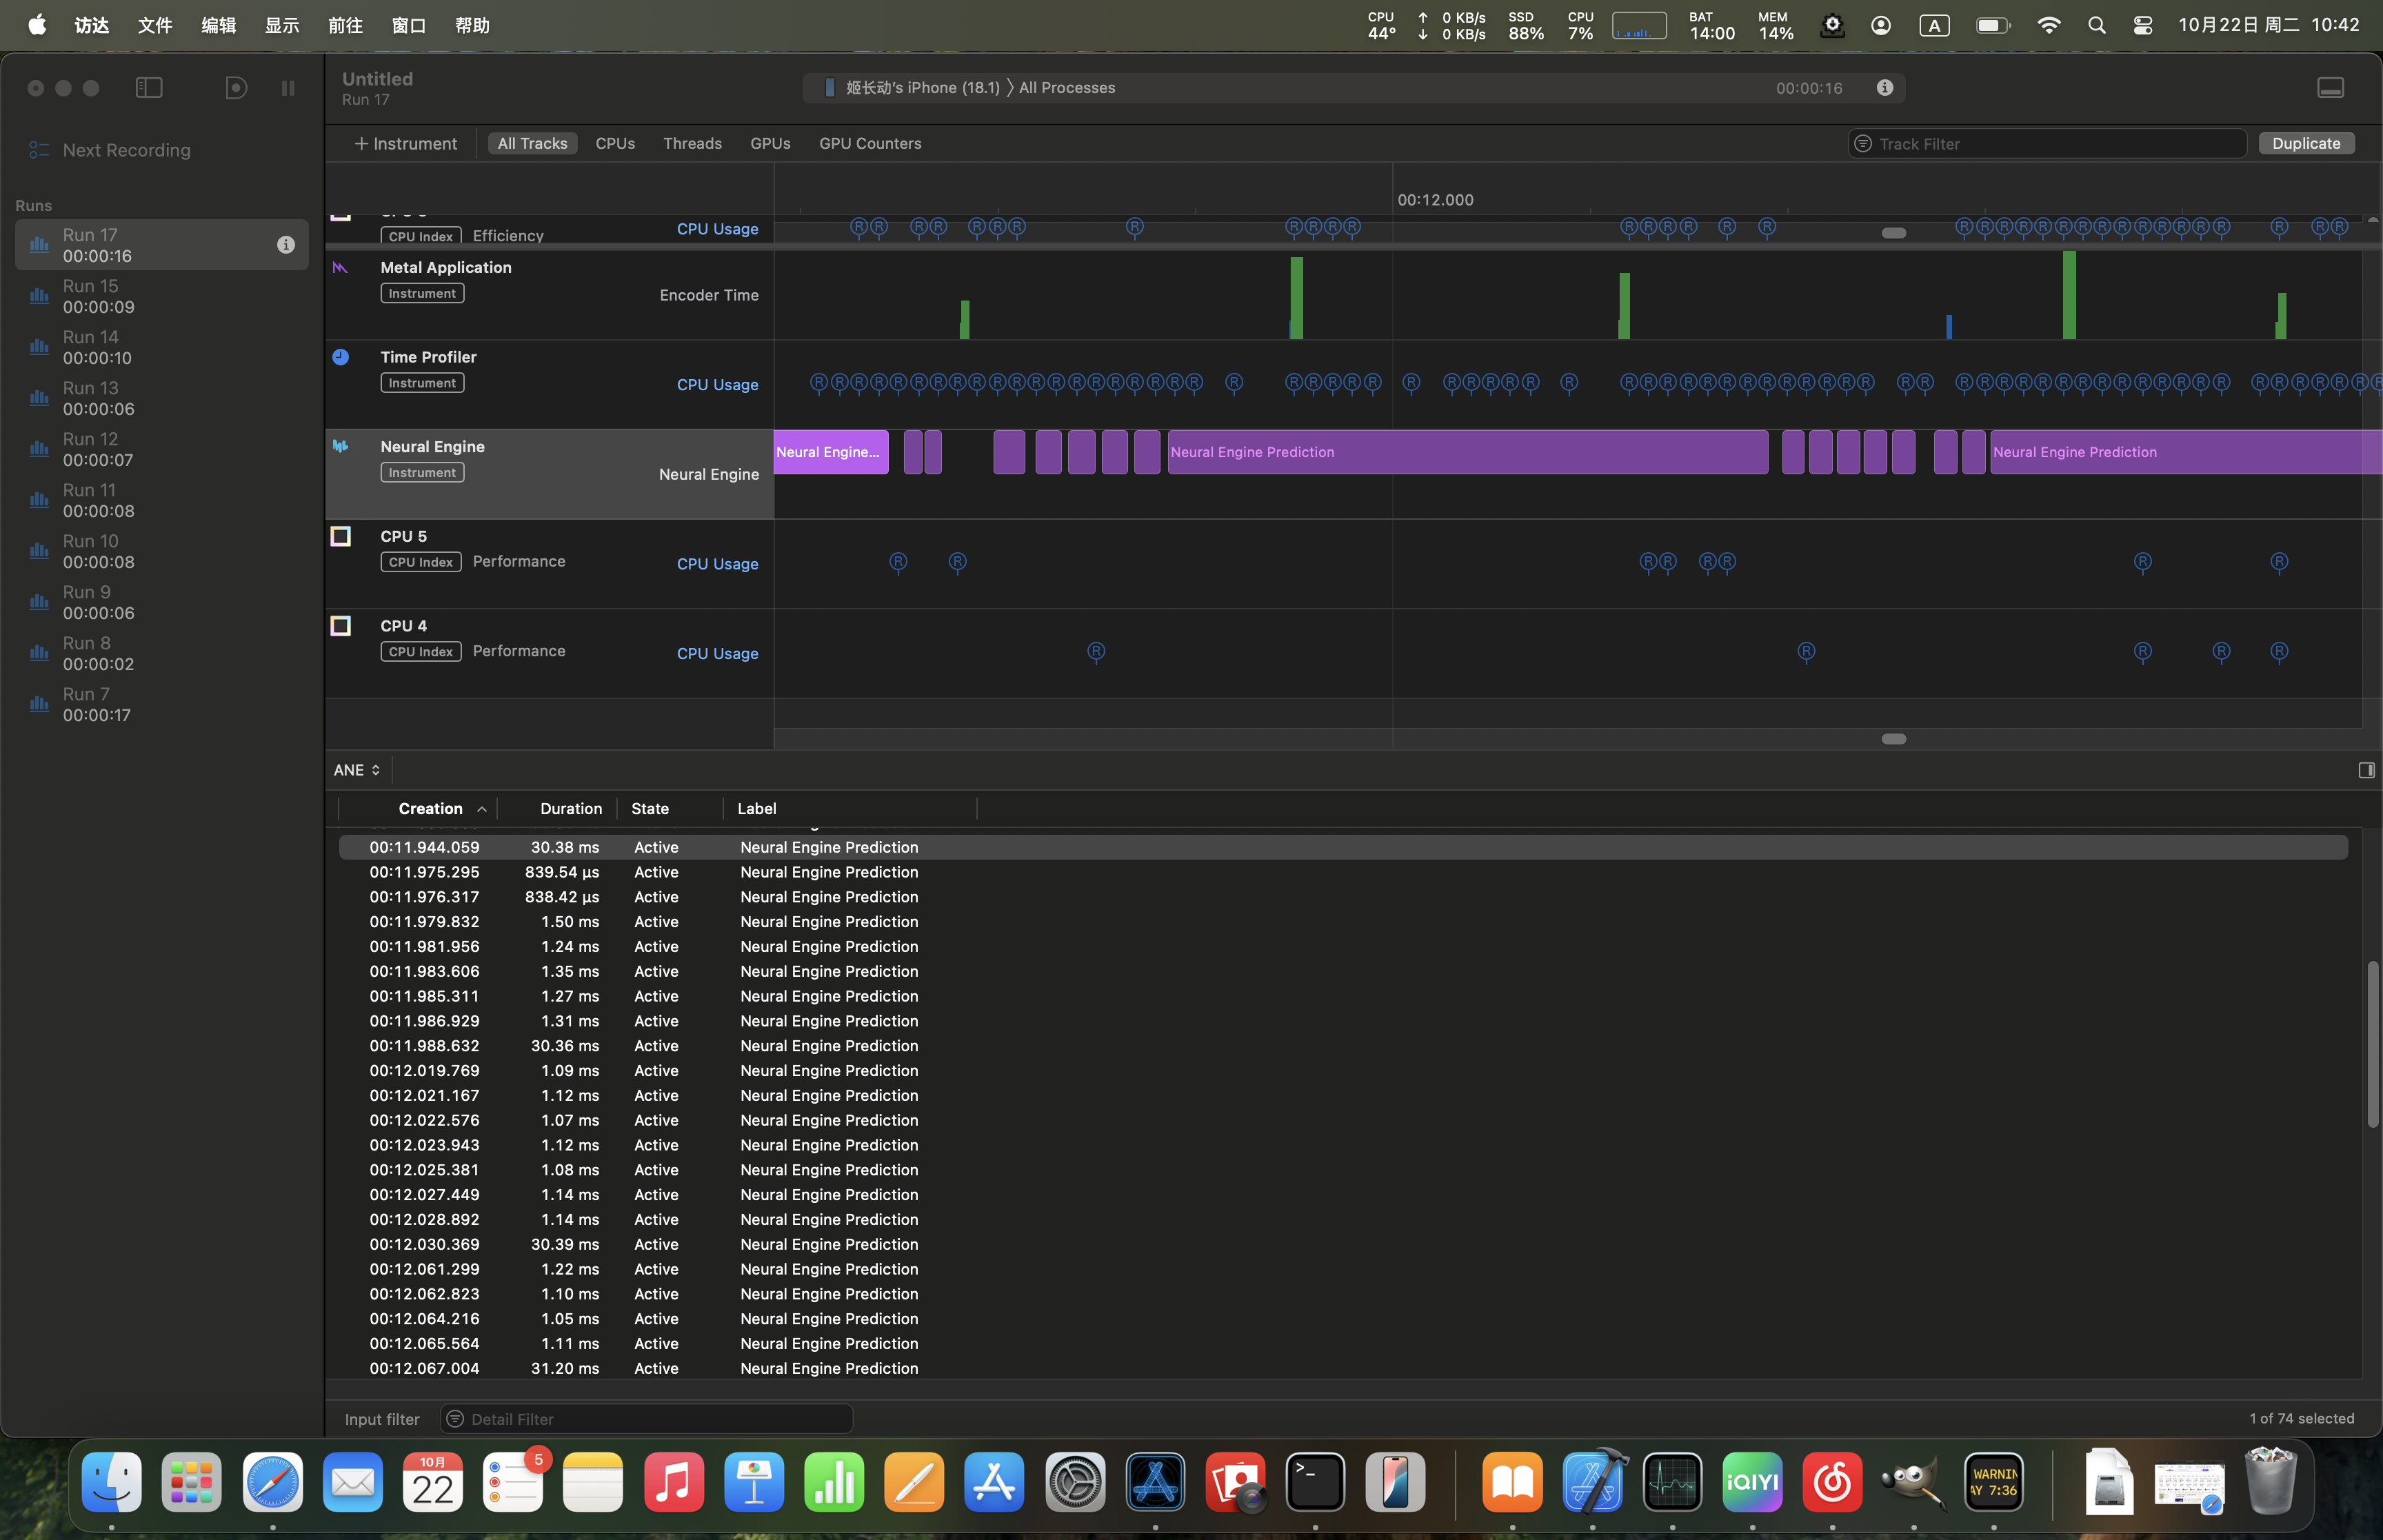 访达 文件 编辑 显示 前往 窗口 帮助 CPU 44° ↑ 0 KB/s ↓ 0 KB/s SSD 88% CPU 7% BAT 14:00 MEM 14% A 10月22日 周二 10:42
Untitled
Run 17
姬长动's iPhone (18.1) 〉All Processes 00:00:16
Next Recording
+ Instrument All Tracks CPUs Threads GPUs GPU Counters Track Filter Duplicate
Runs
Run 17
00:00:16
Run 15
00:00:09
Run 14
00:00:10
Run 13
00:00:06
Run 12
00:00:07
Run 11
00:00:08
Run 10
00:00:08
Run 9
00:00:06
Run 8
00:00:02
Run 7
00:00:17
00:12.000
CPU Index Efficiency CPU Usage
Metal Application
Instrument Encoder Time
Time Profiler
Instrument CPU Usage
Neural Engine
Instrument Neural Engine
Neural Engine... Neural Engine Prediction Neural Engine Prediction
CPU 5
CPU Index Performance CPU Usage
CPU 4
CPU Index Performance CPU Usage
ANE
Creation Duration State Label
00:11.944.059 30.38 ms Active Neural Engine Prediction
00:11.975.295 839.54 µs Active Neural Engine Prediction
00:11.976.317 838.42 µs Active Neural Engine Prediction
00:11.979.832 1.50 ms Active Neural Engine Prediction
00:11.981.956 1.24 ms Active Neural Engine Prediction
00:11.983.606 1.35 ms Active Neural Engine Prediction
00:11.985.311 1.27 ms Active Neural Engine Prediction
00:11.986.929 1.31 ms Active Neural Engine Prediction
00:11.988.632 30.36 ms Active Neural Engine Prediction
00:12.019.769 1.09 ms Active Neural Engine Prediction
00:12.021.167 1.12 ms Active Neural Engine Prediction
00:12.022.576 1.07 ms Active Neural Engine Prediction
00:12.023.943 1.12 ms Active Neural Engine Prediction
00:12.025.381 1.08 ms Active Neural Engine Prediction
00:12.027.449 1.14 ms Active Neural Engine Prediction
00:12.028.892 1.14 ms Active Neural Engine Prediction
00:12.030.369 30.39 ms Active Neural Engine Prediction
00:12.061.299 1.22 ms Active Neural Engine Prediction
00:12.062.823 1.10 ms Active Neural Engine Prediction
00:12.064.216 1.05 ms Active Neural Engine Prediction
00:12.065.564 1.11 ms Active Neural Engine Prediction
00:12.067.004 31.20 ms Active Neural Engine Prediction
Input filter Detail Filter 1 of 74 selected
10月
22
5
iQIYI
WARNIN
AY 7:36